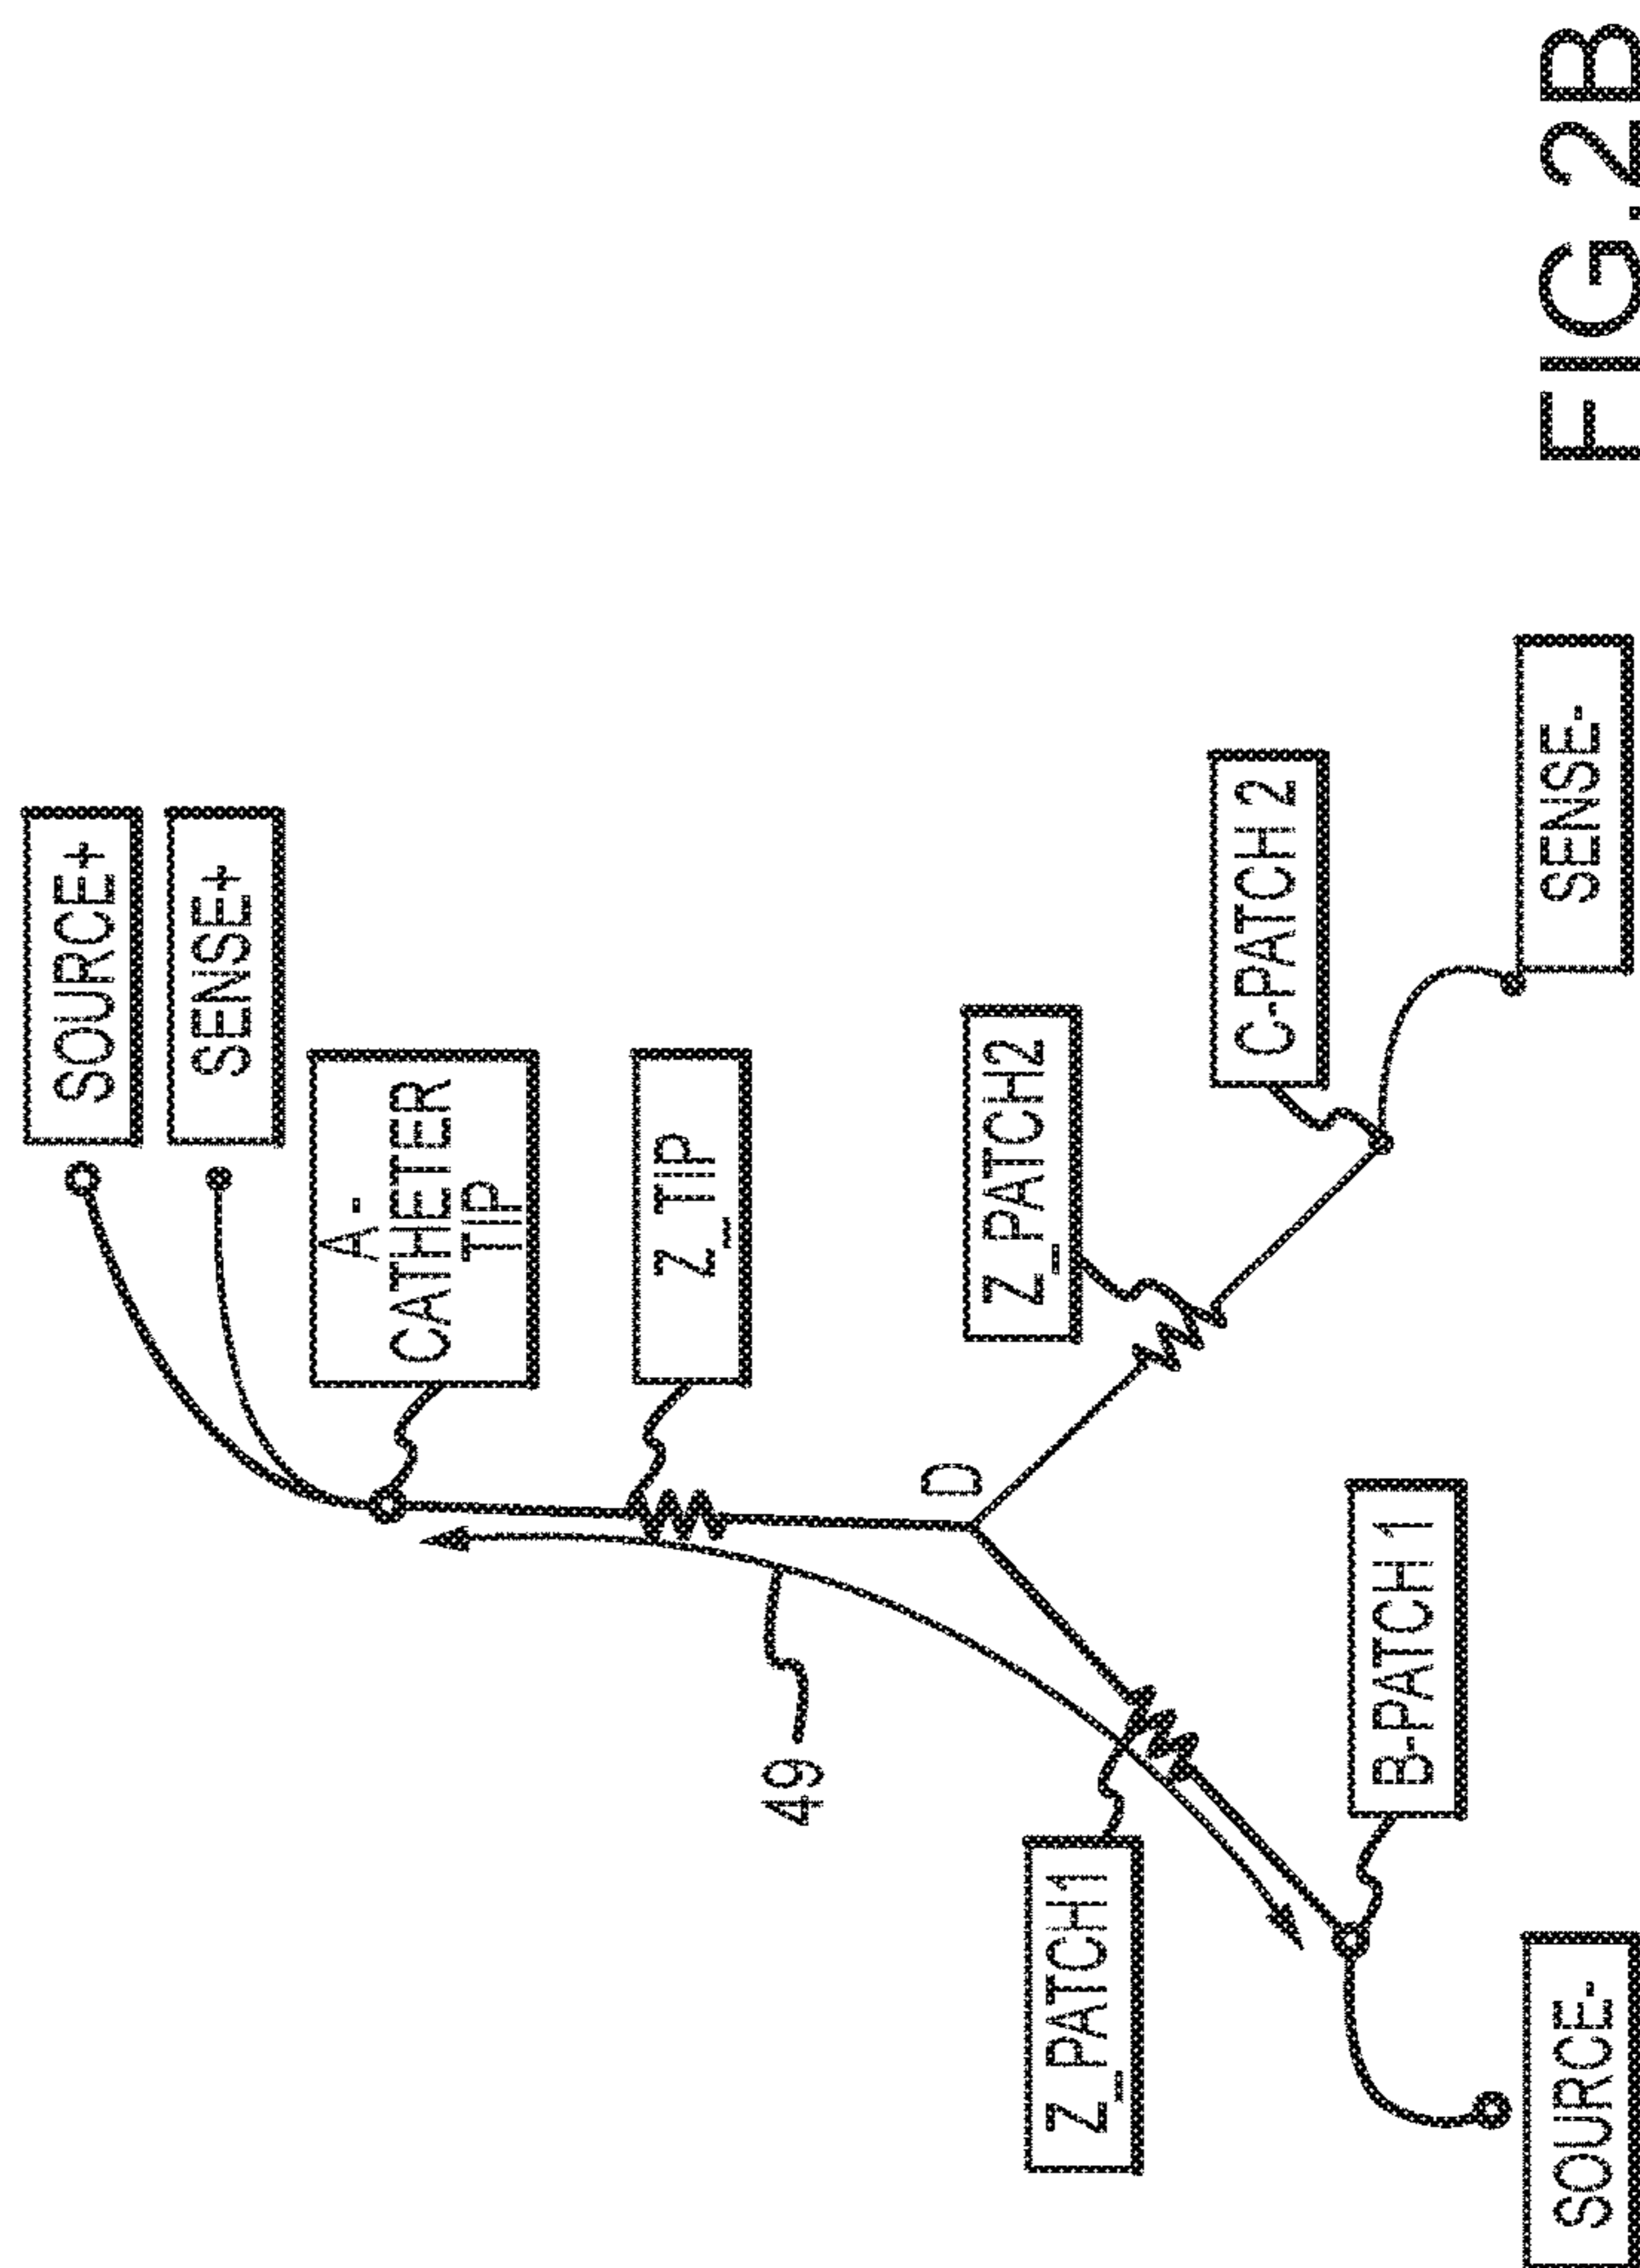 SOURCE+
SENSE+
A-
CATHETER
TIP
Z_TIP
D
Z_PATCH2
C-PATCH 2
SENSE-
49
Z_PATCH1
B-PATCH 1
SOURCE-
FIG.2B